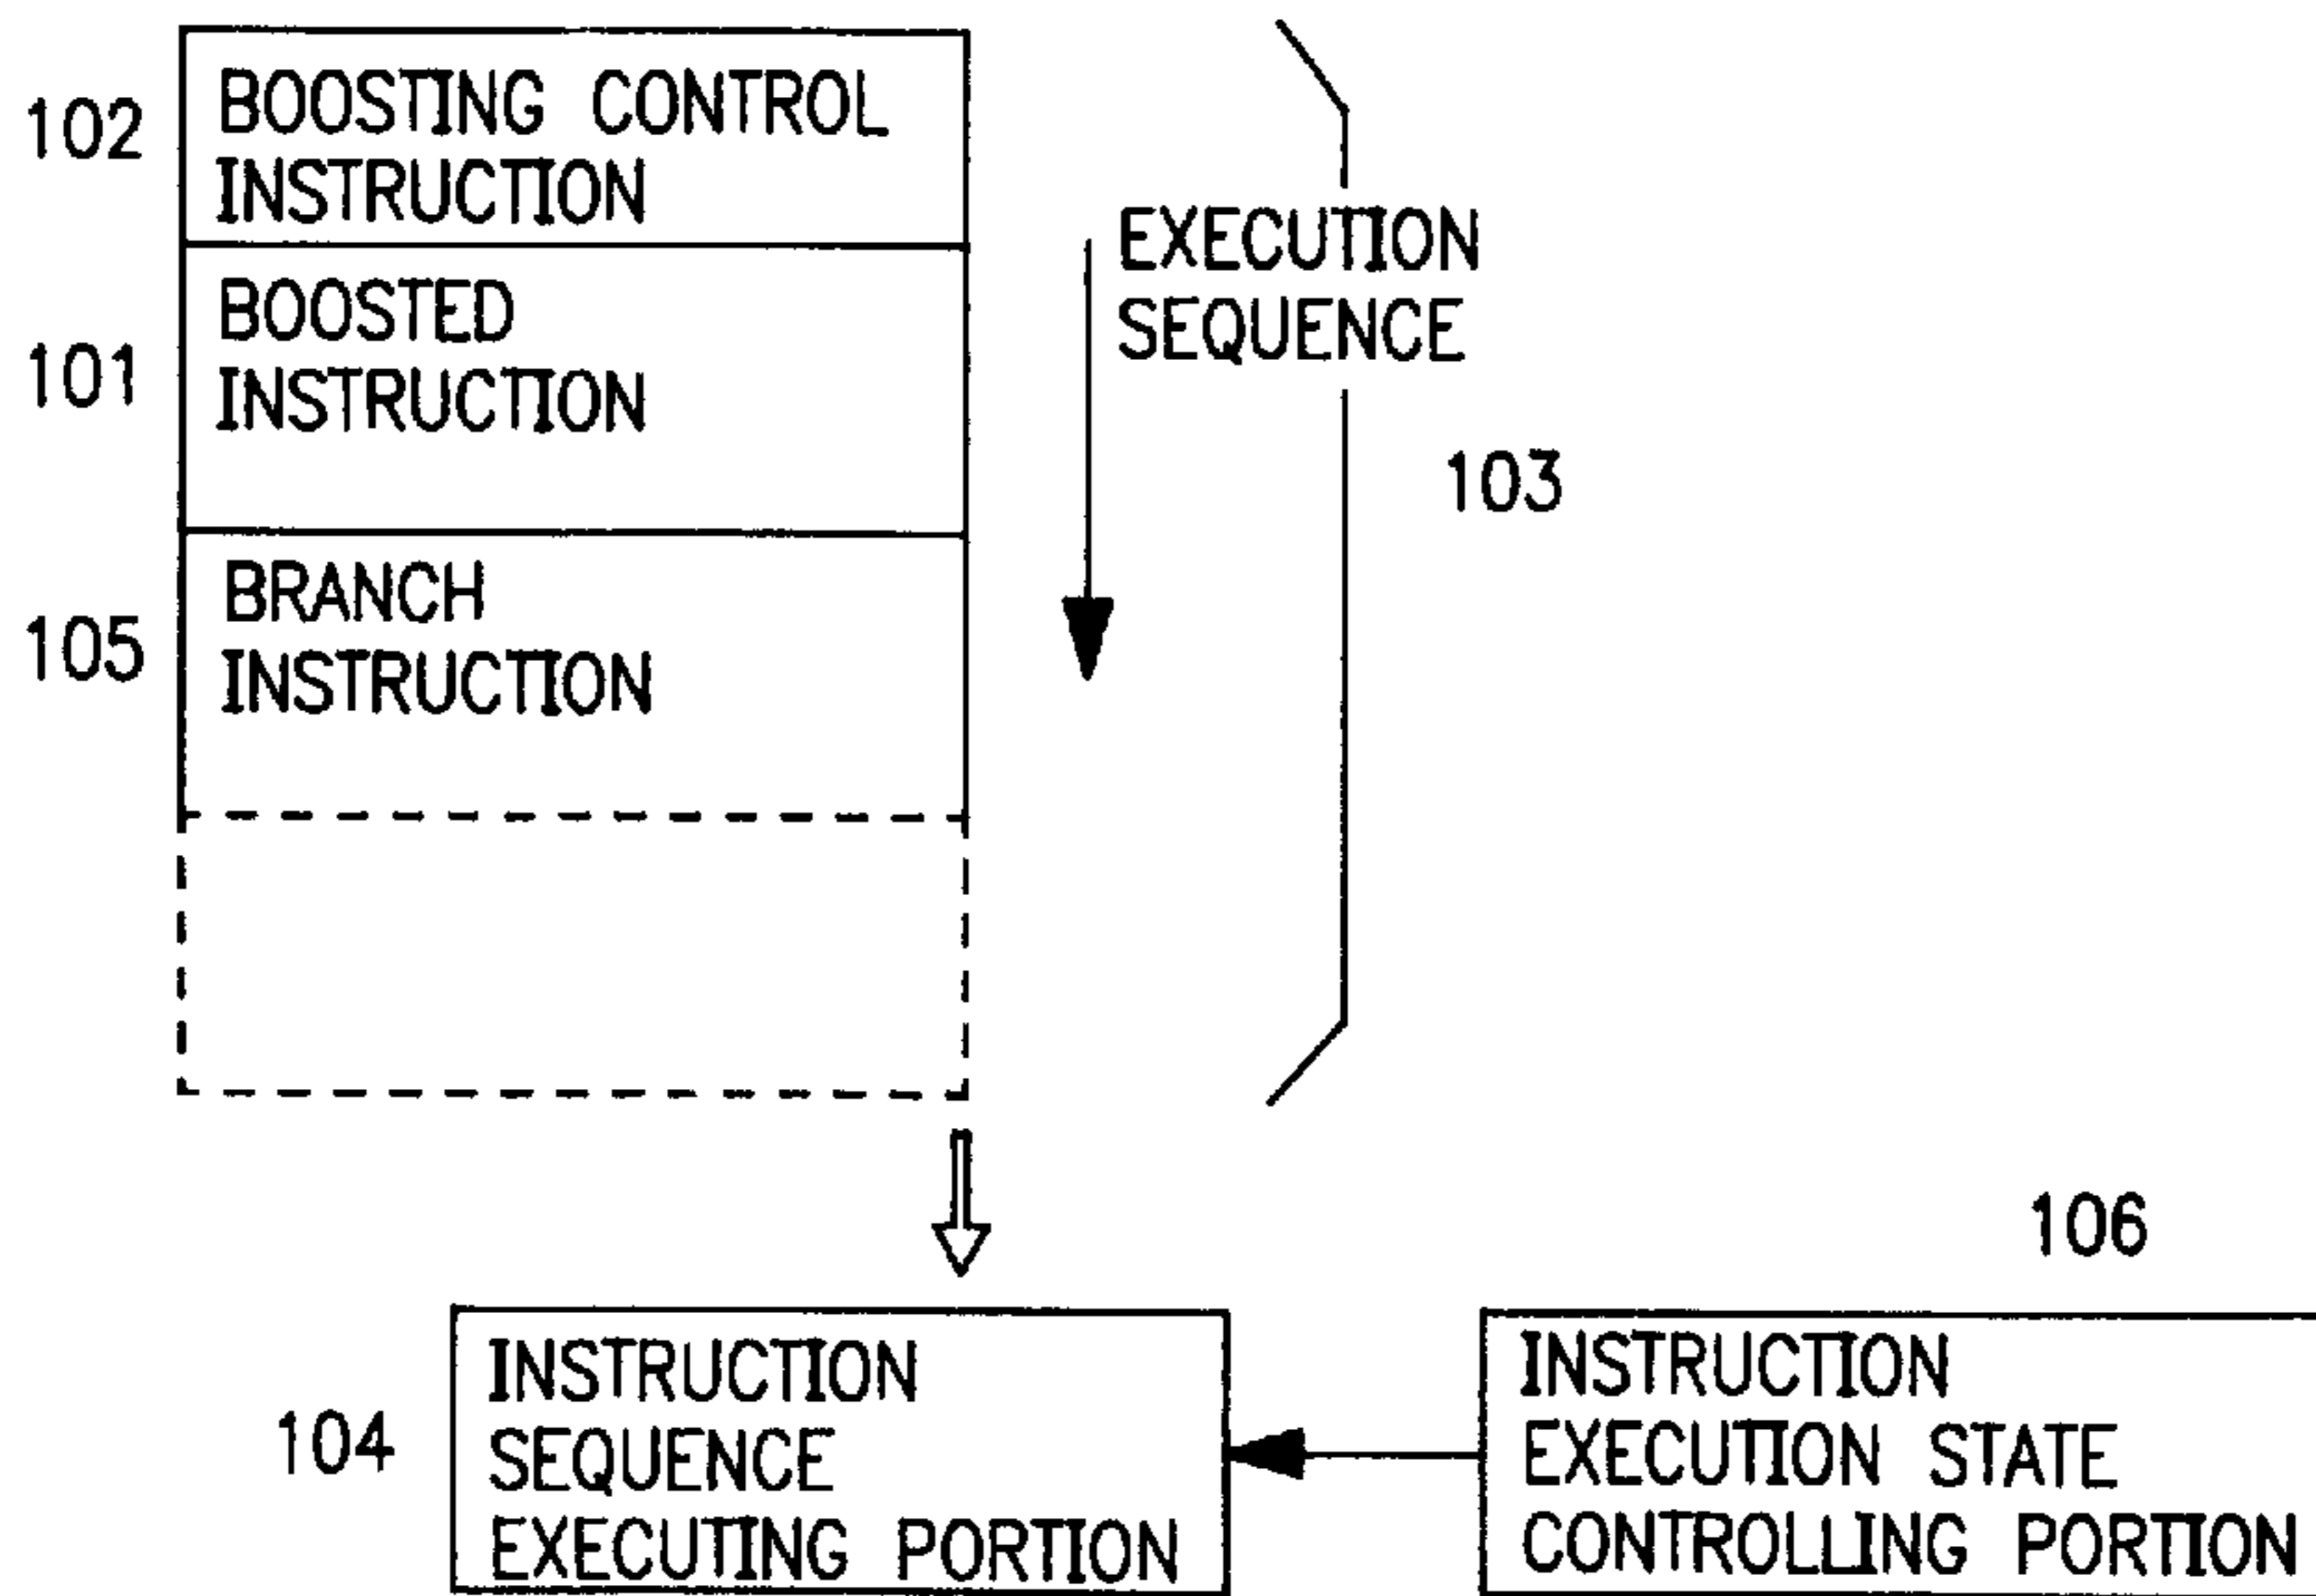 102
BOOSTING CONTROL
INSTRUCTION
101
BOOSTED
INSTRUCTION
105
BRANCH
INSTRUCTION
EXECUTION
SEQUENCE
103
104
INSTRUCTION
SEQUENCE
EXECUTING PORTION
106
INSTRUCTION
EXECUTION STATE
CONTROLLING PORTION